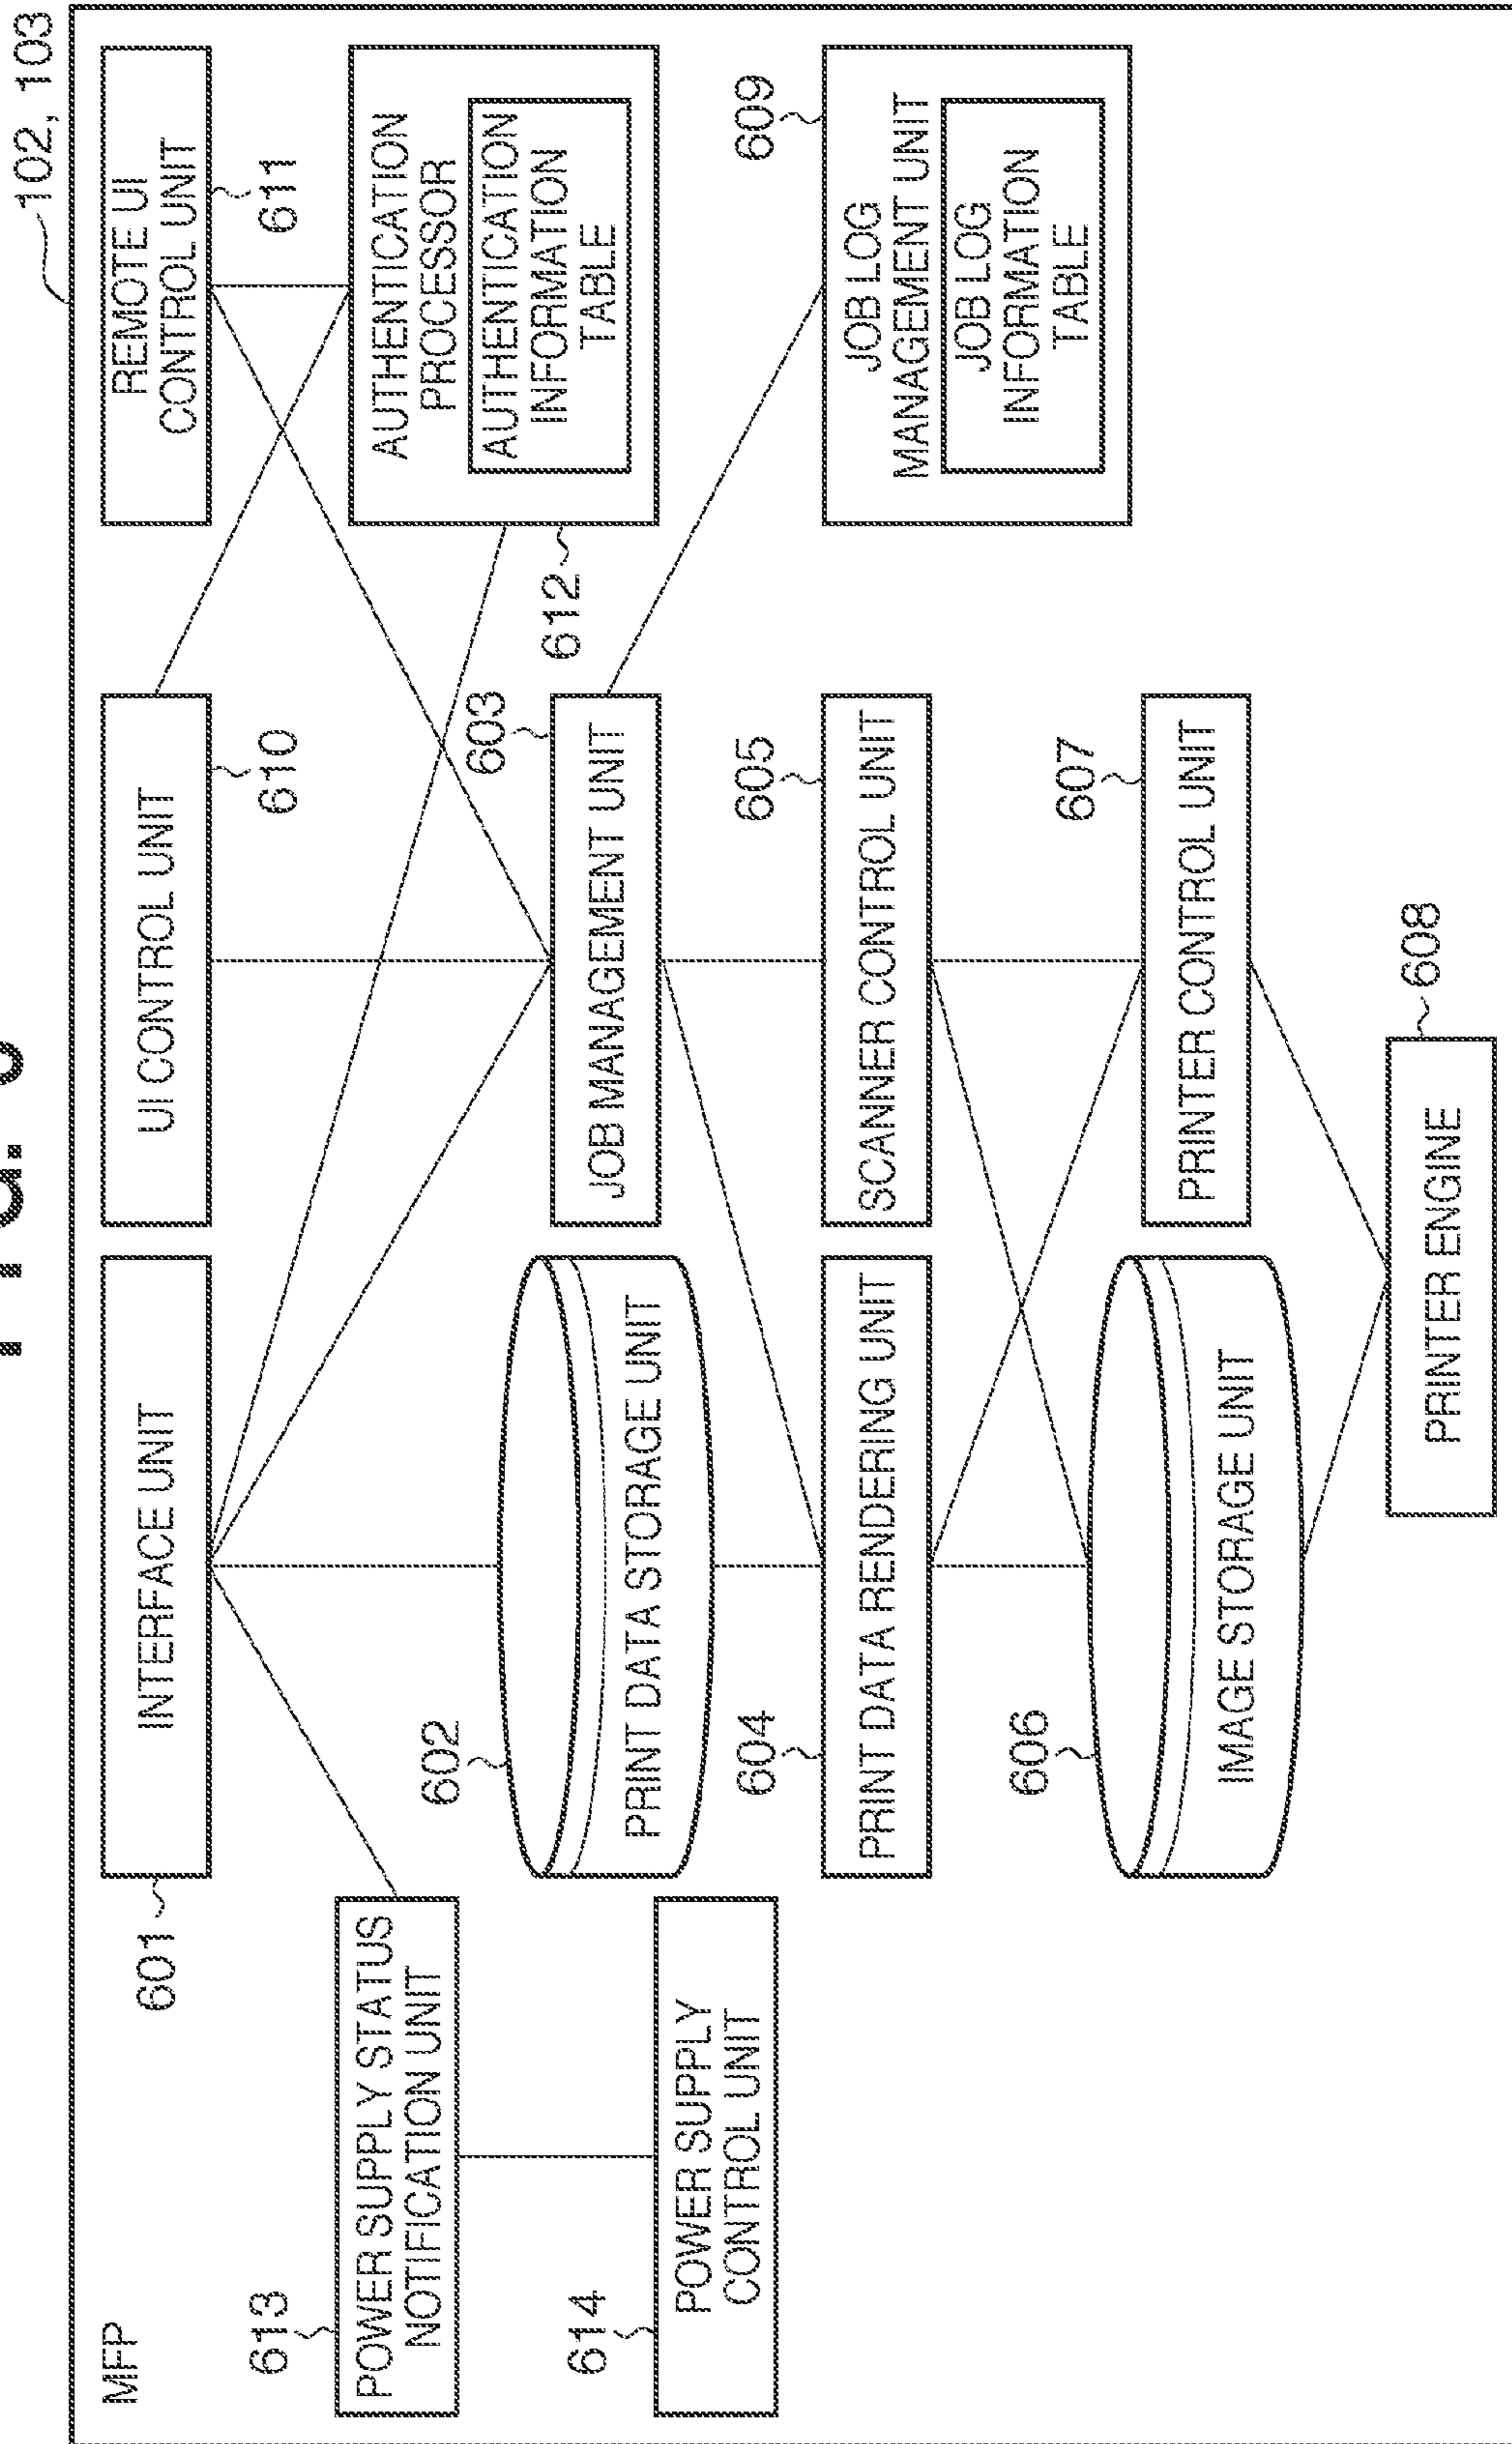 102, 103
MFP
INTERFACE UNIT
601
UI CONTROL UNIT
610
REMOTE UI
CONTROL UNIT
611
613
POWER SUPPLY STATUS
NOTIFICATION UNIT
602
PRINT DATA STORAGE UNIT
603
JOB MANAGEMENT UNIT
612
AUTHENTICATION
PROCESSOR
AUTHENTICATION
INFORMATION
TABLE
614
POWER SUPPLY
CONTROL UNIT
604
PRINT DATA RENDERING UNIT
605
SCANNER CONTROL UNIT
609
JOB LOG
MANAGEMENT UNIT
JOB LOG
INFORMATION
TABLE
606
IMAGE STORAGE UNIT
607
PRINTER CONTROL UNIT
608
PRINTER ENGINE